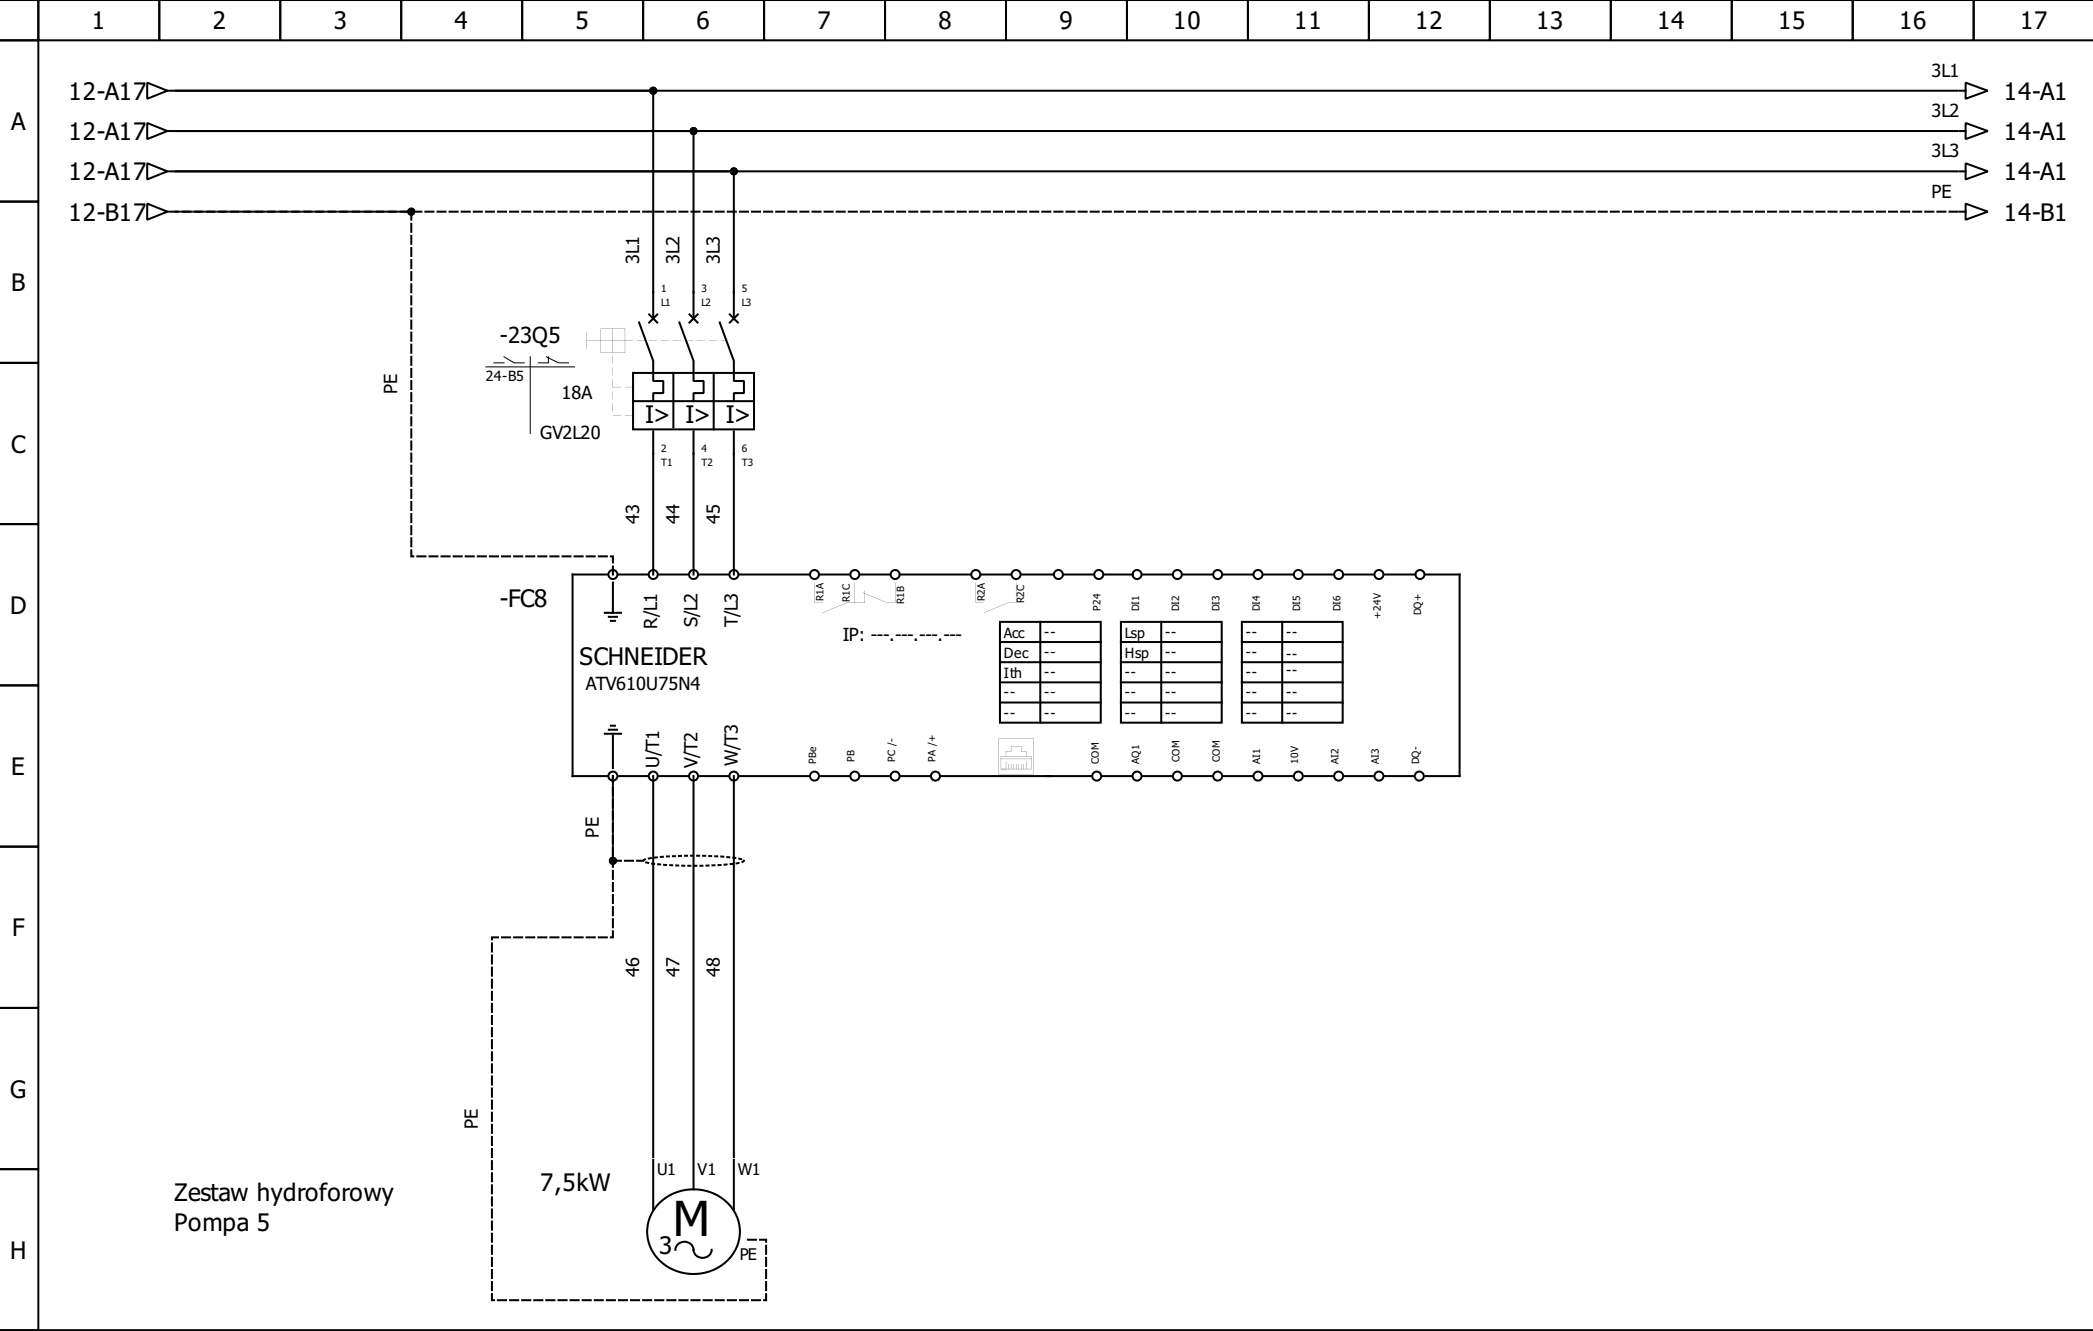 1 2 3 4 5 6 7 8 9 10 11 12 13 14 15 16 17
A
B
C
D
E
F
G
H
12-A17
3L1
14-A1
12-A17
3L2
14-A1
12-A17
3L3
14-A1
12-B17
PE
14-B1
3L1 3L2 3L3
1 3 5
L1 L2 L3
-23Q5
24-B5
18A
GV2L20
PE
I> I> I>
2 4 6
T1 T2 T3
43 44 45
-FC8
R/L1 S/L2 T/L3
R1A R1C R1B R2A R2C P24 DI1 DI2 DI3 DI4 DI5 DI6 +24V DQ+
IP: ---.---.---.---
SCHNEIDER
ATV610U75N4
Acc --
Dec --
Ith --
-- --
-- --
Lsp --
Hsp --
-- --
-- --
-- --
-- --
-- --
-- --
-- --
-- --
U/T1 V/T2 W/T3
PBe PB PC /- PA /+ COM AQ1 COM COM AI1 10V AI2 AI3 DQ-
PE
46 47 48
PE
7,5kW
U1 V1 W1
M
3
PE
Zestaw hydroforowy
Pompa 5